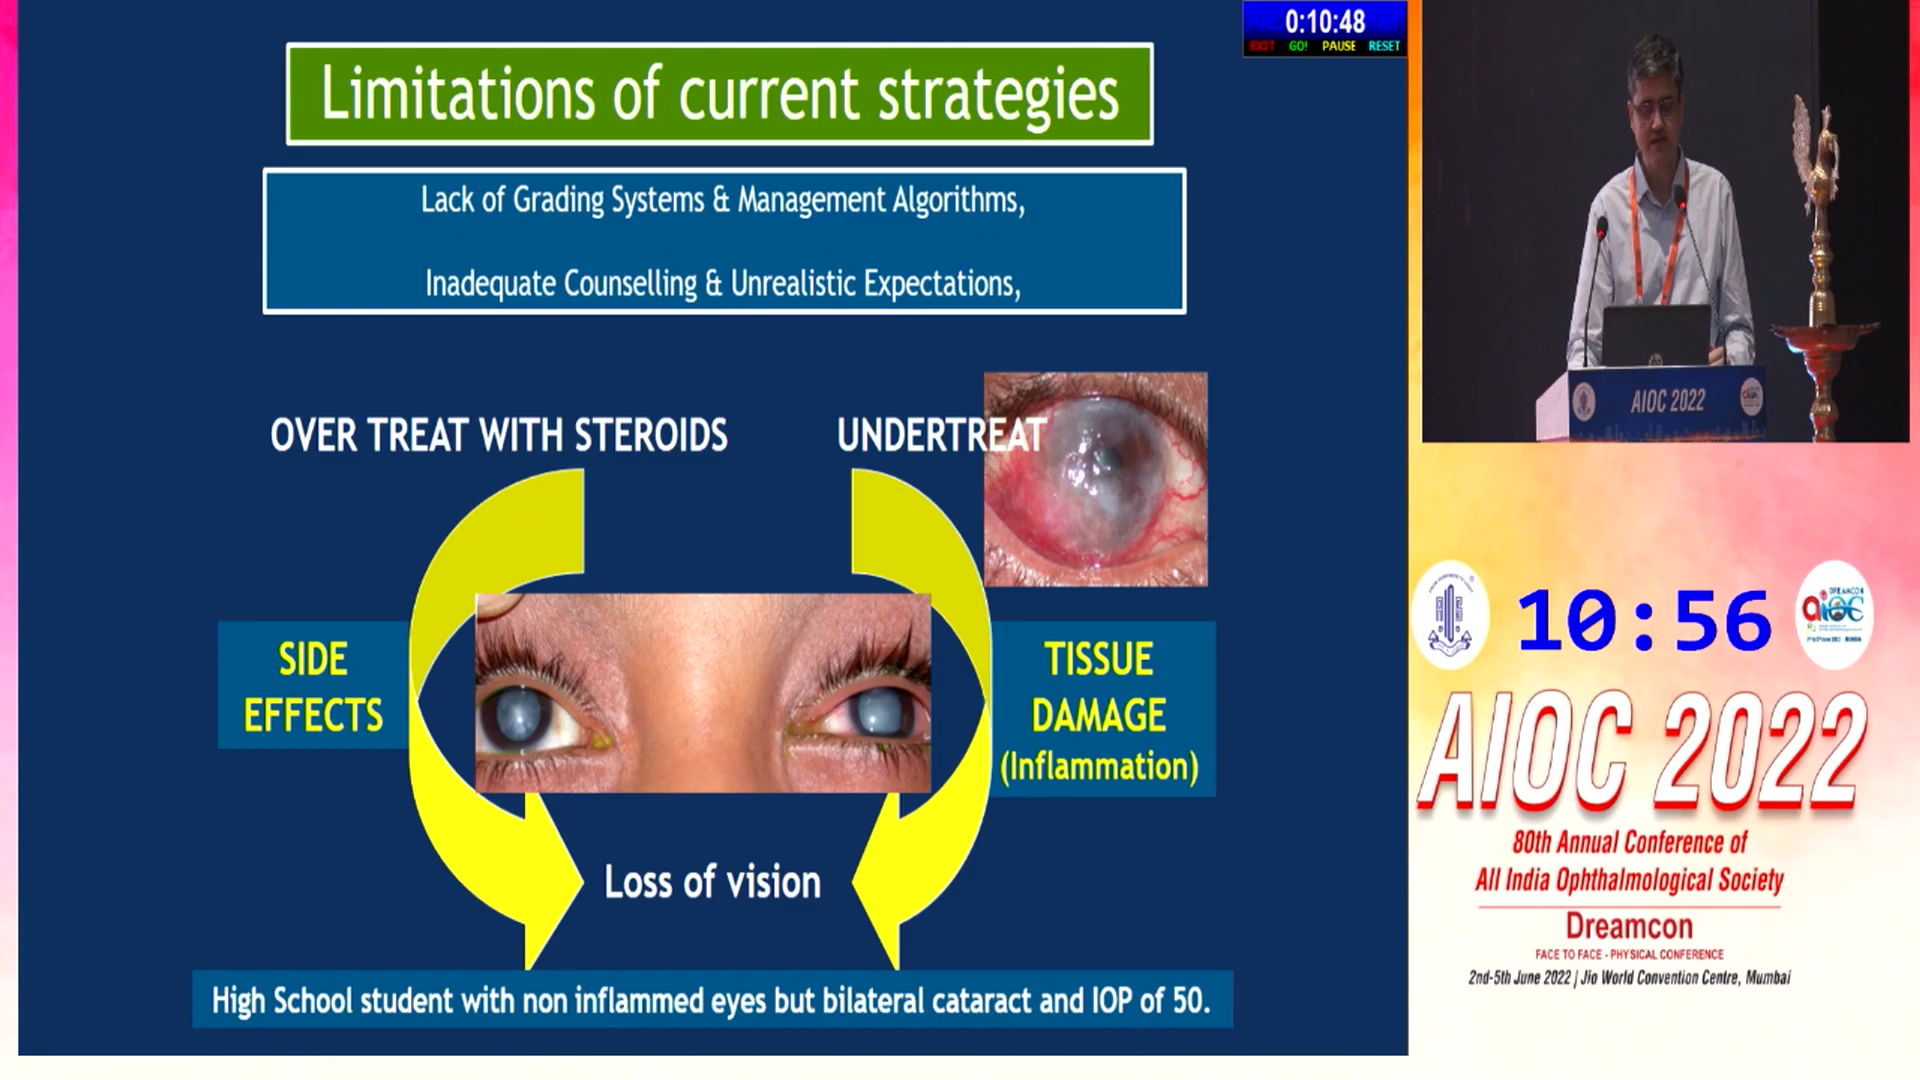 Limitations of current strategies
Lack of Grading Systems & Management Algorithms,
Inadequate Counselling & Unrealistic Expectations,
OVER TREAT WITH STEROIDS
UNDERTREAT
SIDE
EFFECTS
TISSUE
DAMAGE
(Inflammation)
Loss of vision
High School student with non inflammed eyes but bilateral cataract and IOP of 50.
0:10:48
EXIT GO! PAUSE RESET
AIOC 2022
10:56
AIOC 2022
80th Annual Conference of
All India Ophthalmological Society
Dreamcon
FACE TO FACE - PHYSICAL CONFERENCE
2nd-5th June 2022 | Jio World Convention Centre, Mumbai